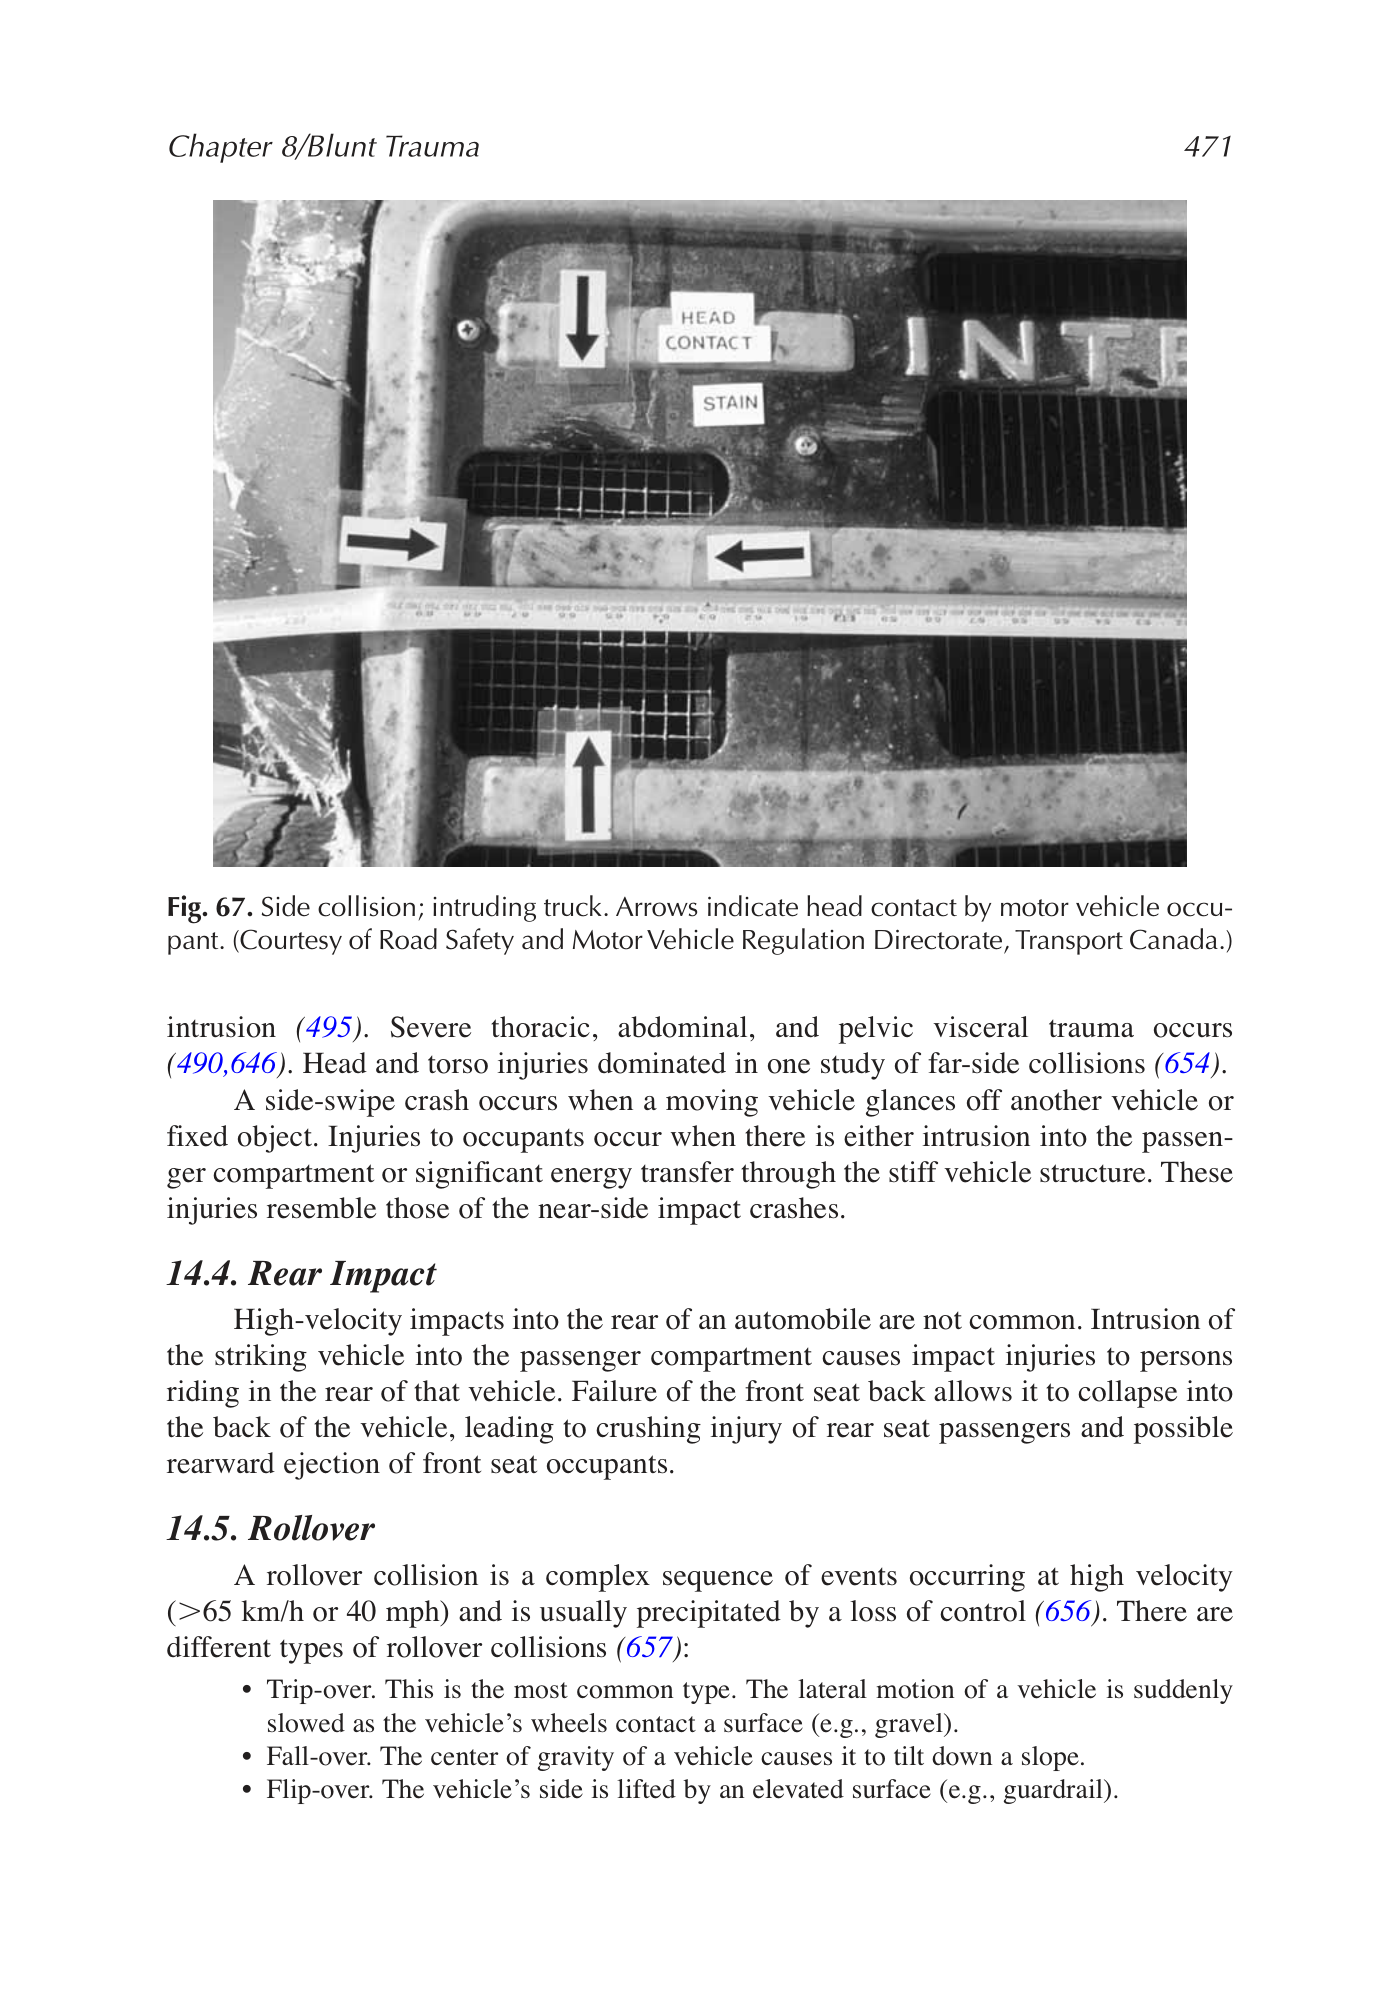 Chapter 8/Blunt Trauma 471
HEAD
CONTACT
INTE
STAIN
Fig. 67. Side collision; intruding truck. Arrows indicate head contact by motor vehicle occu-
pant. (Courtesy of Road Safety and Motor Vehicle Regulation Directorate, Transport Canada.)
intrusion (495). Severe thoracic, abdominal, and pelvic visceral trauma occurs
(490,646). Head and torso injuries dominated in one study of far-side collisions (654).
A side-swipe crash occurs when a moving vehicle glances off another vehicle or
fixed object. Injuries to occupants occur when there is either intrusion into the passen-
ger compartment or significant energy transfer through the stiff vehicle structure. These
injuries resemble those of the near-side impact crashes.
14.4. Rear Impact
High-velocity impacts into the rear of an automobile are not common. Intrusion of
the striking vehicle into the passenger compartment causes impact injuries to persons
riding in the rear of that vehicle. Failure of the front seat back allows it to collapse into
the back of the vehicle, leading to crushing injury of rear seat passengers and possible
rearward ejection of front seat occupants.
14.5. Rollover
A rollover collision is a complex sequence of events occurring at high velocity
(>65 km/h or 40 mph) and is usually precipitated by a loss of control (656). There are
different types of rollover collisions (657):
• Trip-over. This is the most common type. The lateral motion of a vehicle is suddenly
slowed as the vehicle's wheels contact a surface (e.g., gravel).
• Fall-over. The center of gravity of a vehicle causes it to tilt down a slope.
• Flip-over. The vehicle's side is lifted by an elevated surface (e.g., guardrail).